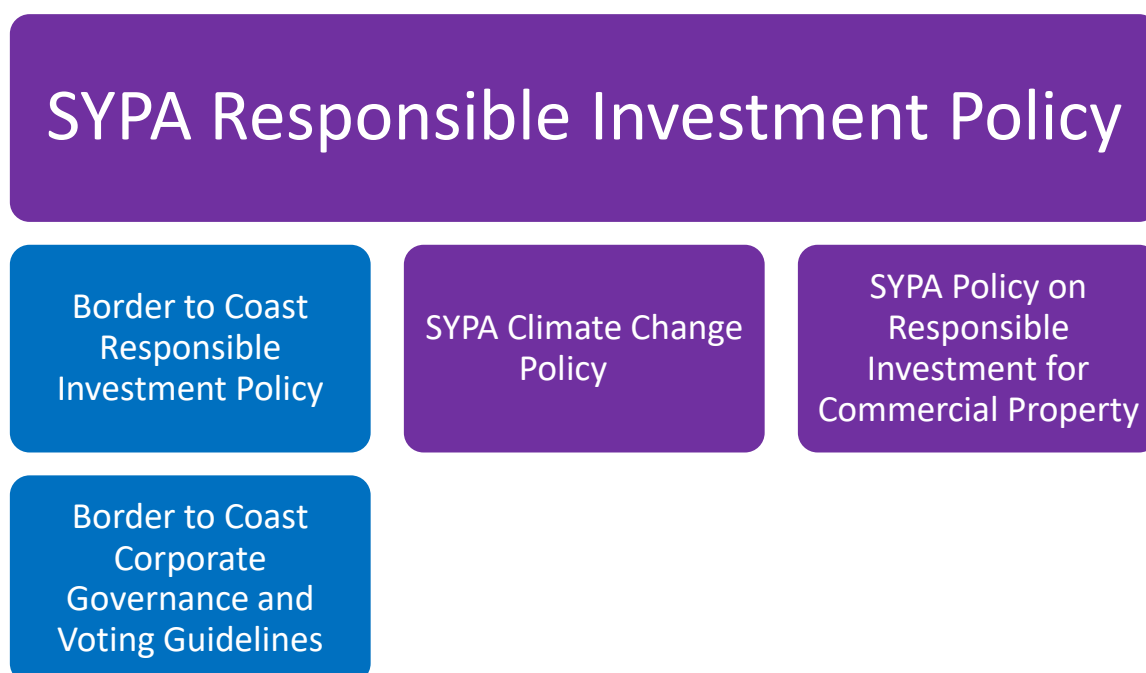 SYPA Responsible Investment Policy
Border to Coast
Responsible
Investment Policy
SYPA Climate Change
Policy
SYPA Policy on
Responsible
Investment for
Commercial Property
Border to Coast
Corporate
Governance and
Voting Guidelines